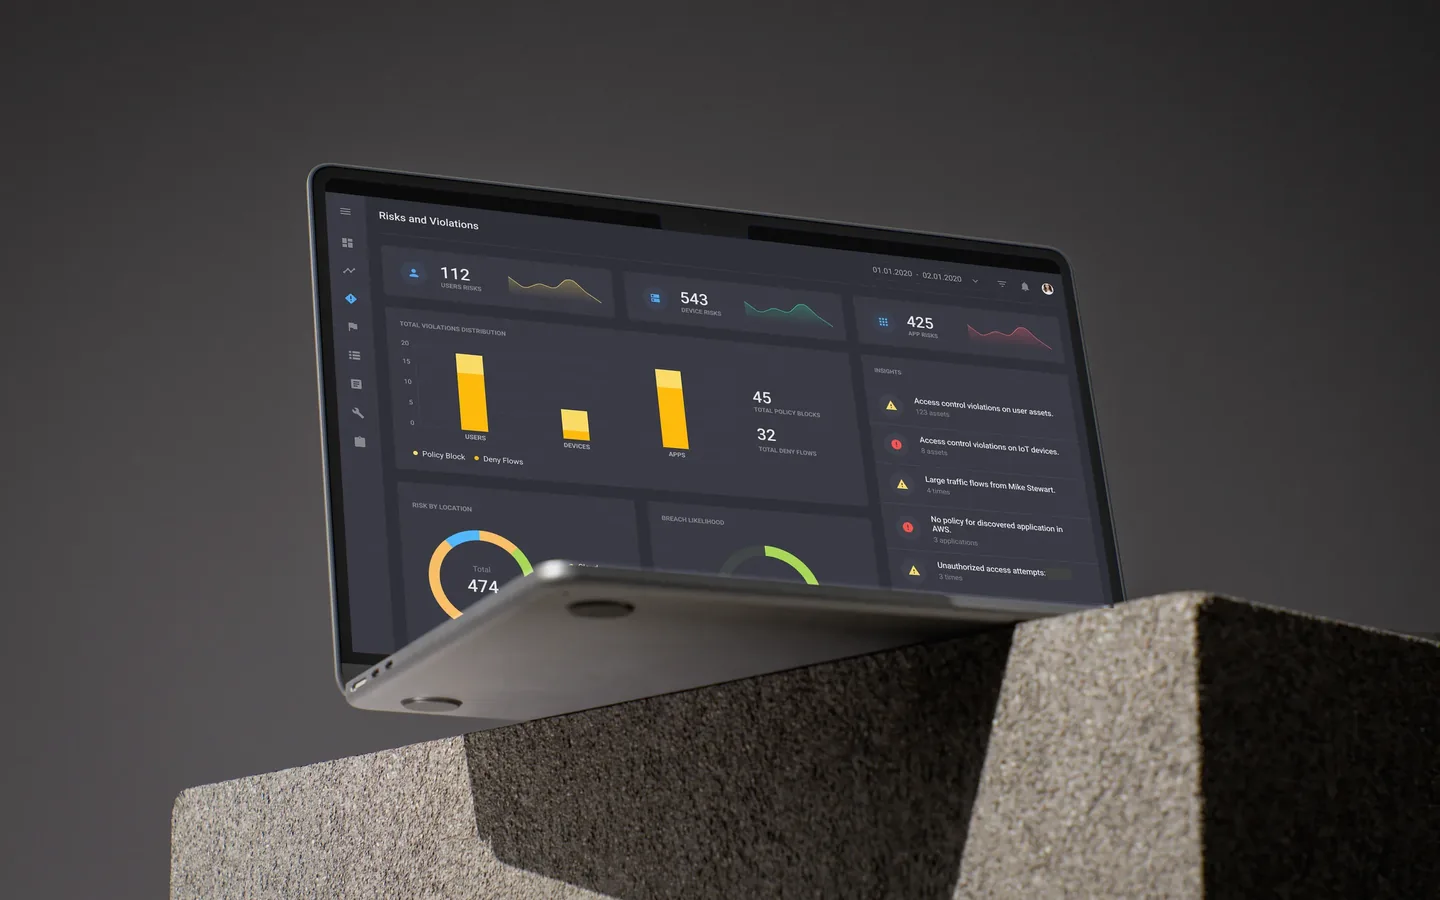 Risks and Violations
01.01.2020 - 02.01.2020
112
USERS RISKS
543
DEVICE RISKS
425
APP RISKS
TOTAL VIOLATIONS DISTRIBUTION
20
15
10
5
0
USERS
DEVICES
APPS
Policy Block
Deny Flows
45
TOTAL POLICY BLOCKS
32
TOTAL DENY FLOWS
INSIGHTS
Access control violations on user assets.
123 assets
Access control violations on IoT devices.
8 assets
Large traffic flows from Mike Stewart.
4 times
No policy for discovered application in
AWS.
3 applications
Unauthorized access attempts:
3 times
RISK BY LOCATION
Total
474
BREACH LIKELIHOOD